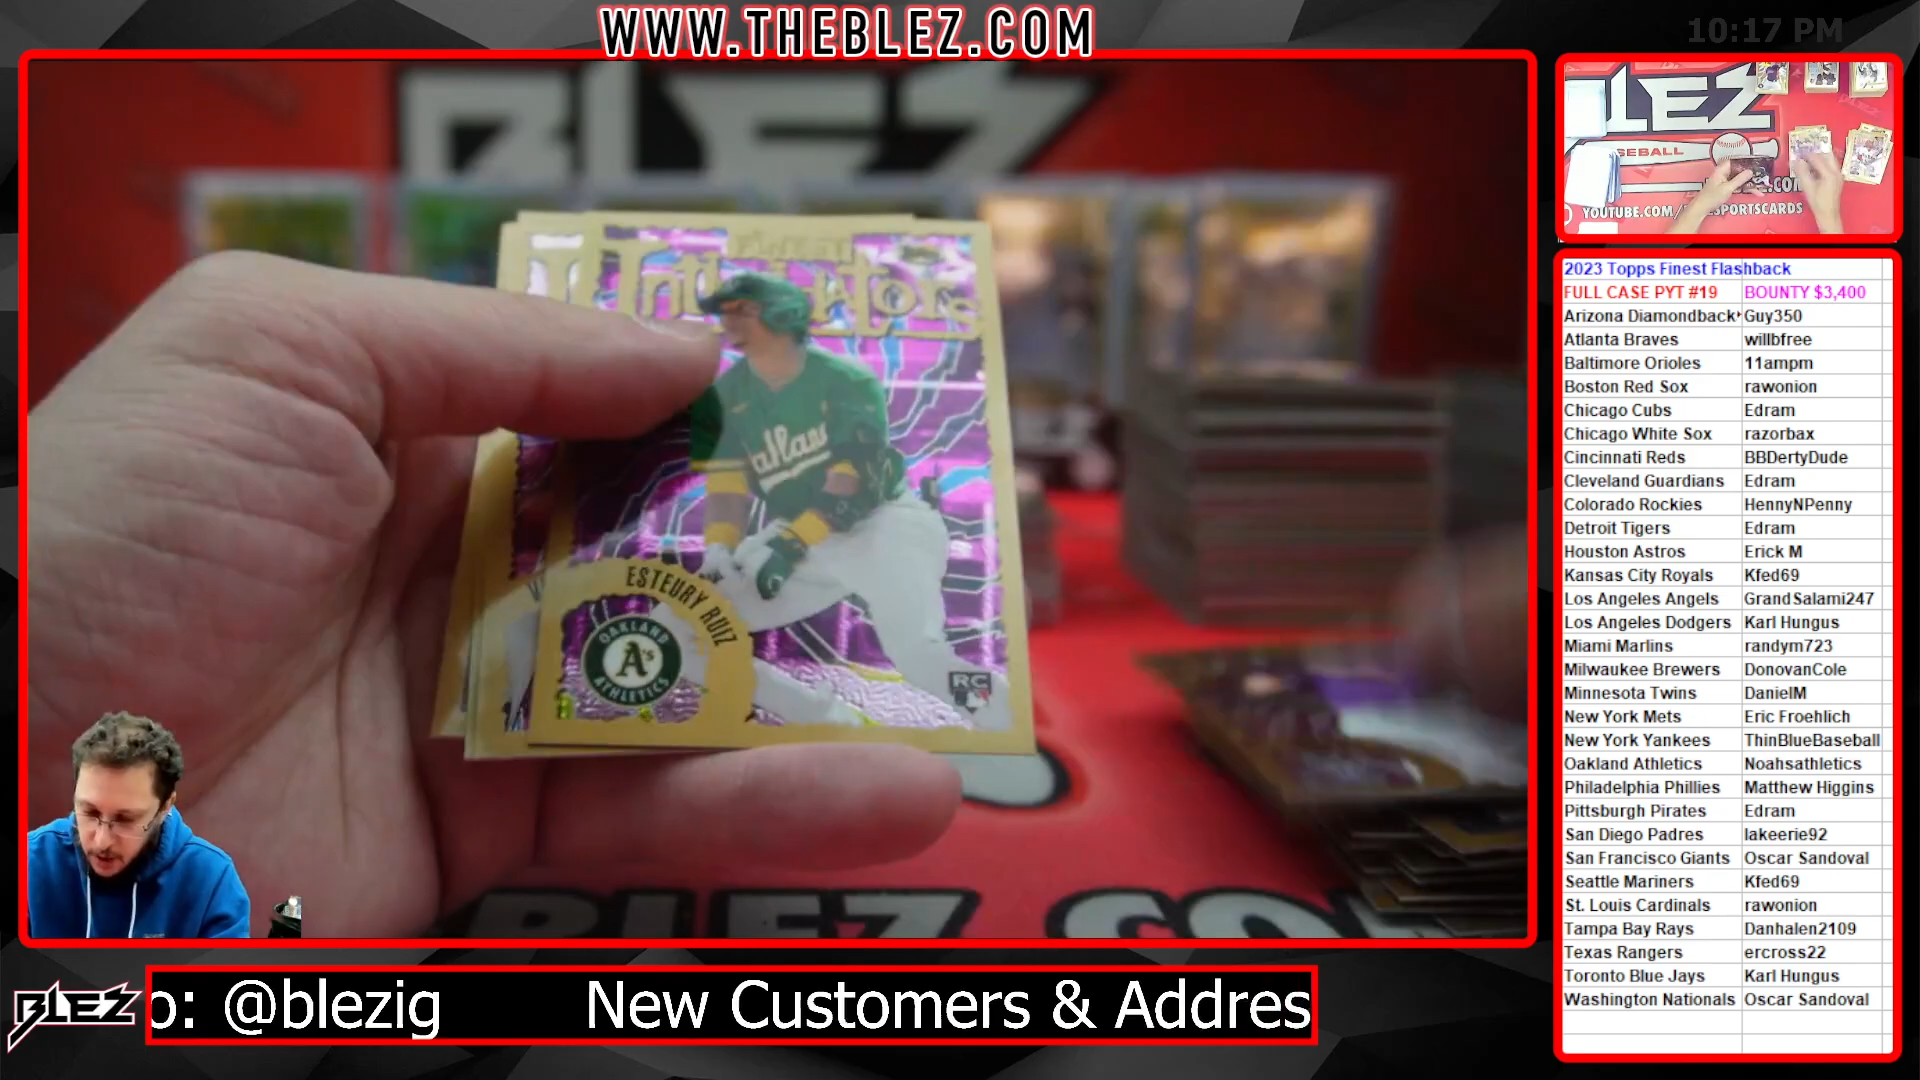 WWW.THEBLEZ.COM
10:17 PM
BLEZ
ESTEURY RUIZ
OAKLAND
A's
ATHLETICS
RC
LEZ
SEBALL
YOUTUBE.COM/
SPORTSCARDS
2023 Topps Finest Flashback
FULL CASE PYT #19 BOUNTY $3,400
Arizona Diamondback Guy350
Atlanta Braves willbfree
Baltimore Orioles 11ampm
Boston Red Sox rawonion
Chicago Cubs Edram
Chicago White Sox razorbax
Cincinnati Reds BBDertyDude
Cleveland Guardians Edram
Colorado Rockies HennyNPenny
Detroit Tigers Edram
Houston Astros Erick M
Kansas City Royals Kfed69
Los Angeles Angels GrandSalami247
Los Angeles Dodgers Karl Hungus
Miami Marlins randym723
Milwaukee Brewers DonovanCole
Minnesota Twins DanielM
New York Mets Eric Froehlich
New York Yankees ThinBlueBaseball
Oakland Athletics Noahsathletics
Philadelphia Phillies Matthew Higgins
Pittsburgh Pirates Edram
San Diego Padres lakeerie92
San Francisco Giants Oscar Sandoval
Seattle Mariners Kfed69
St. Louis Cardinals rawonion
Tampa Bay Rays Danhalen2109
Texas Rangers ercross22
Toronto Blue Jays Karl Hungus
Washington Nationals Oscar Sandoval
BLEZ
o: @blezig New Customers & Addres